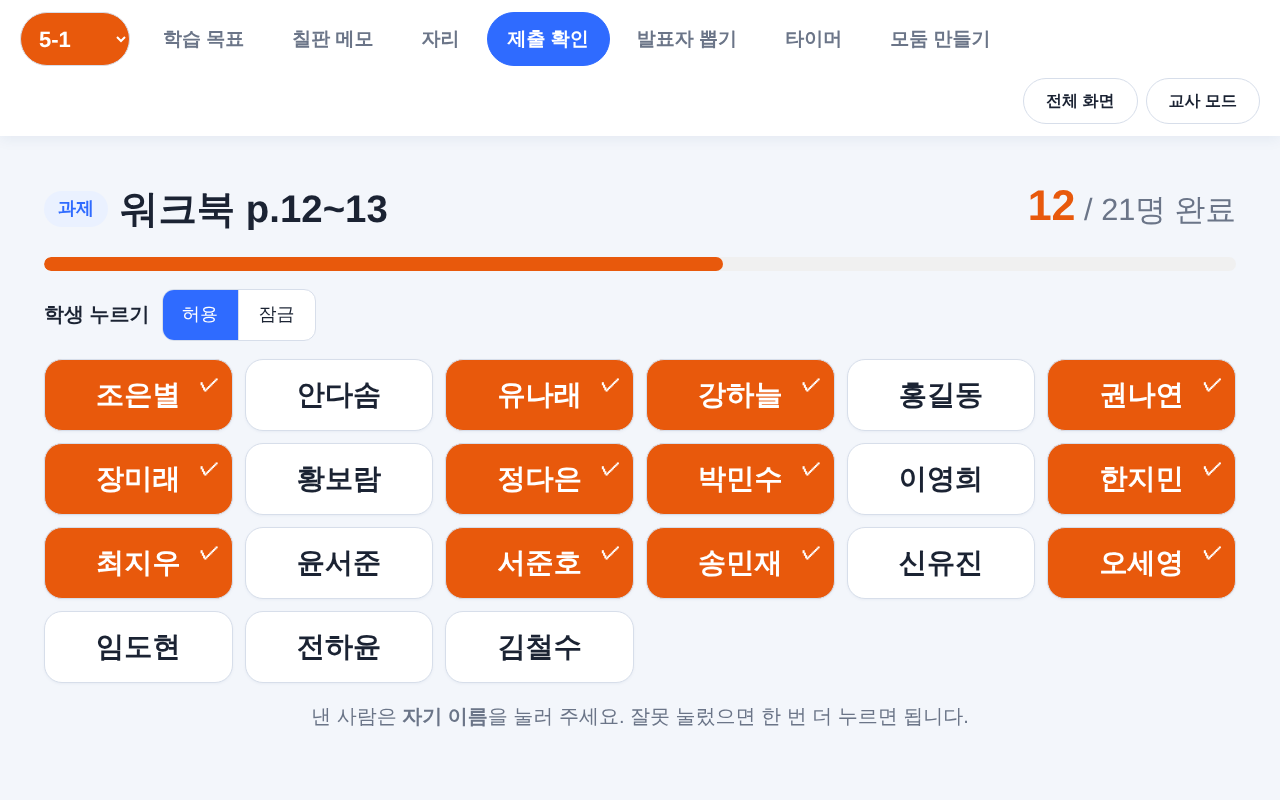 5-1 학습 목표 칠판 메모 자리 제출 확인 발표자 뽑기 타이머 모둠 만들기
전체 화면 교사 모드
과제 워크북 p.12~13 12 / 21명 완료
학생 누르기 허용 잠금
조은별 ✓ 안다솜 유나래 ✓ 강하늘 ✓ 홍길동 권나연 ✓
장미래 ✓ 황보람 정다은 ✓ 박민수 ✓ 이영희 한지민 ✓
최지우 ✓ 윤서준 서준호 ✓ 송민재 ✓ 신유진 오세영 ✓
임도현 전하윤 김철수
낸 사람은 자기 이름을 눌러 주세요. 잘못 눌렀으면 한 번 더 누르면 됩니다.